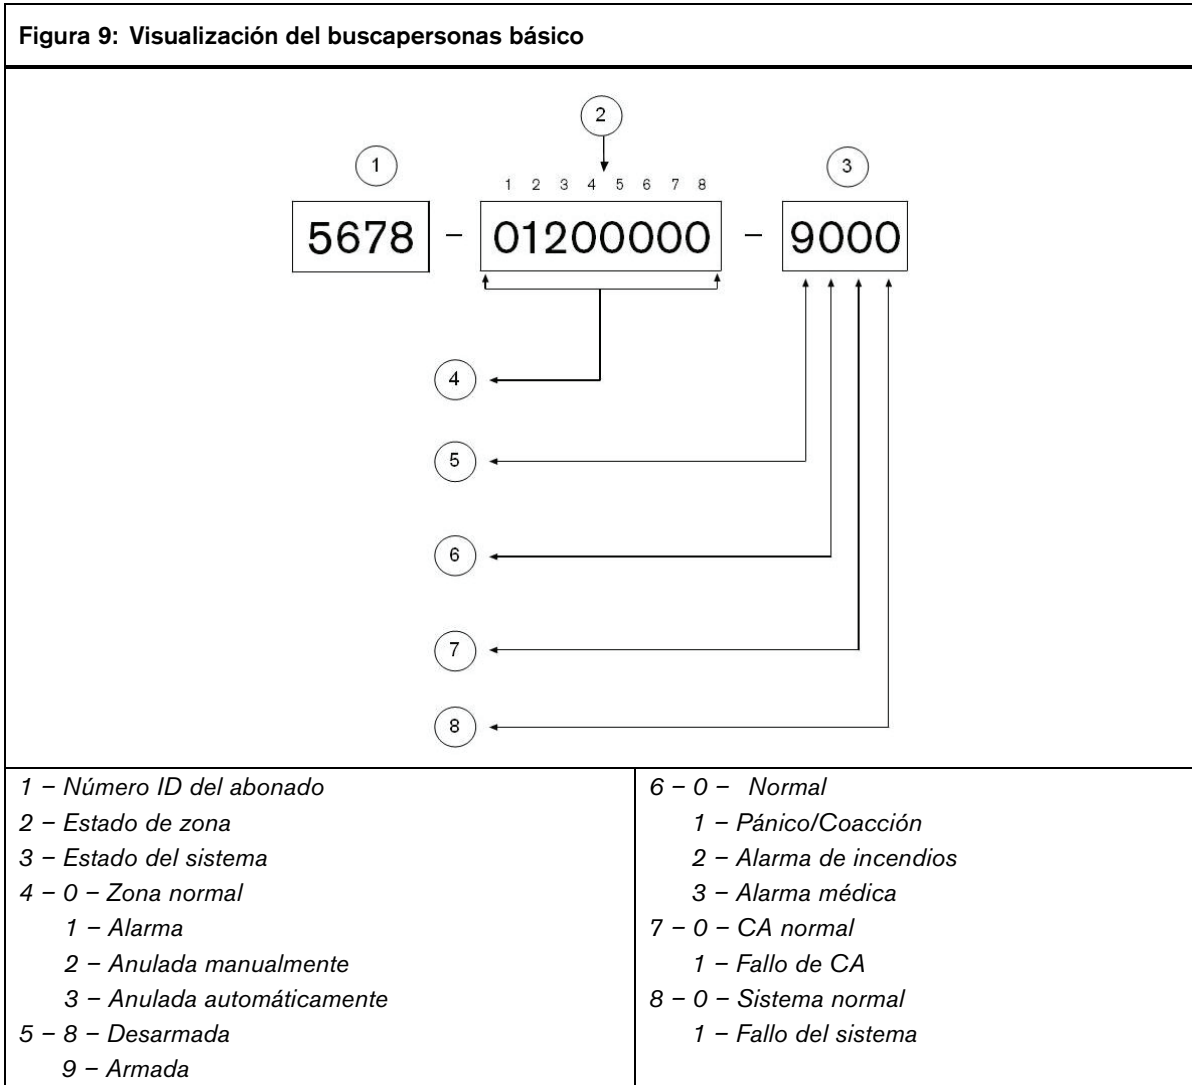 Figura 9: Visualización del buscapersonas básico
2
1
3
1 2 3 4 5 6 7 8
5678 – 01200000 – 9000
4
5
6
7
8
1 – Número ID del abonado
2 – Estado de zona
3 – Estado del sistema
4 – 0 – Zona normal
1 – Alarma
2 – Anulada manualmente
3 – Anulada automáticamente
5 – 8 – Desarmada
9 – Armada
6 – 0 – Normal
1 – Pánico/Coacción
2 – Alarma de incendios
3 – Alarma médica
7 – 0 – CA normal
1 – Fallo de CA
8 – 0 – Sistema normal
1 – Fallo del sistema